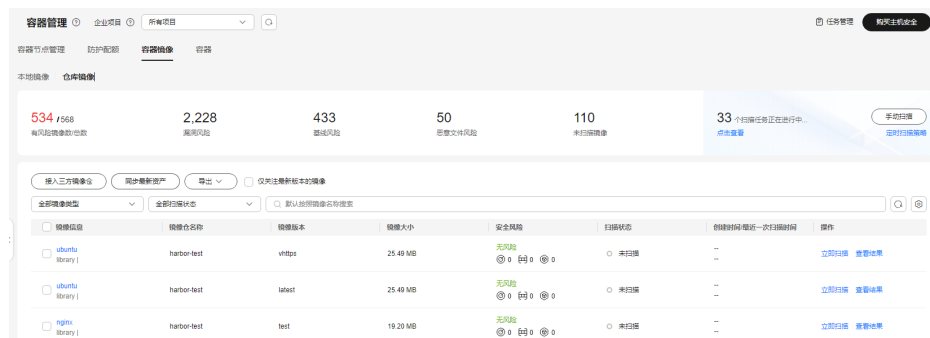 容器管理 企业项目 所有项目 任务管理 购买主机安全
容器节点管理 防护配额 容器镜像 容器
本地镜像 仓库镜像
534 / 568 2,228 433 50 110 33 个扫描任务正在进行中... 手动扫描
有风险镜像数/总数 漏洞风险 基线风险 恶意文件风险 未扫描镜像 点击查看 定时扫描策略
接入三方镜像仓 同步最新资产 导出 仅关注最新版本的镜像
全部镜像类型 全部扫描状态 默认按照镜像名称搜索
镜像信息 镜像仓名称 镜像版本 镜像大小 安全风险 扫描状态 创建时间/最近一次扫描时间 操作
ubuntu harbor-test vhttps 25.49 MB 无风险 未扫描 -- 立即扫描 查看结果
library | 0 0 0 --
ubuntu harbor-test latest 25.49 MB 无风险 未扫描 -- 立即扫描 查看结果
library | 0 0 0 --
nginx harbor-test test 19.20 MB 无风险 未扫描 -- 立即扫描 查看结果
library | 0 0 0 --